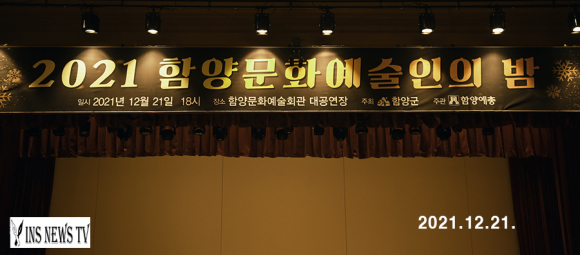 2021 함양문화예술인의 밤
일시 2021년 12월 21일 18시 장소 함양문화예술회관 대공연장 주최 함양군 주관 함양예총
2021.12.21.
INS NEWS TV